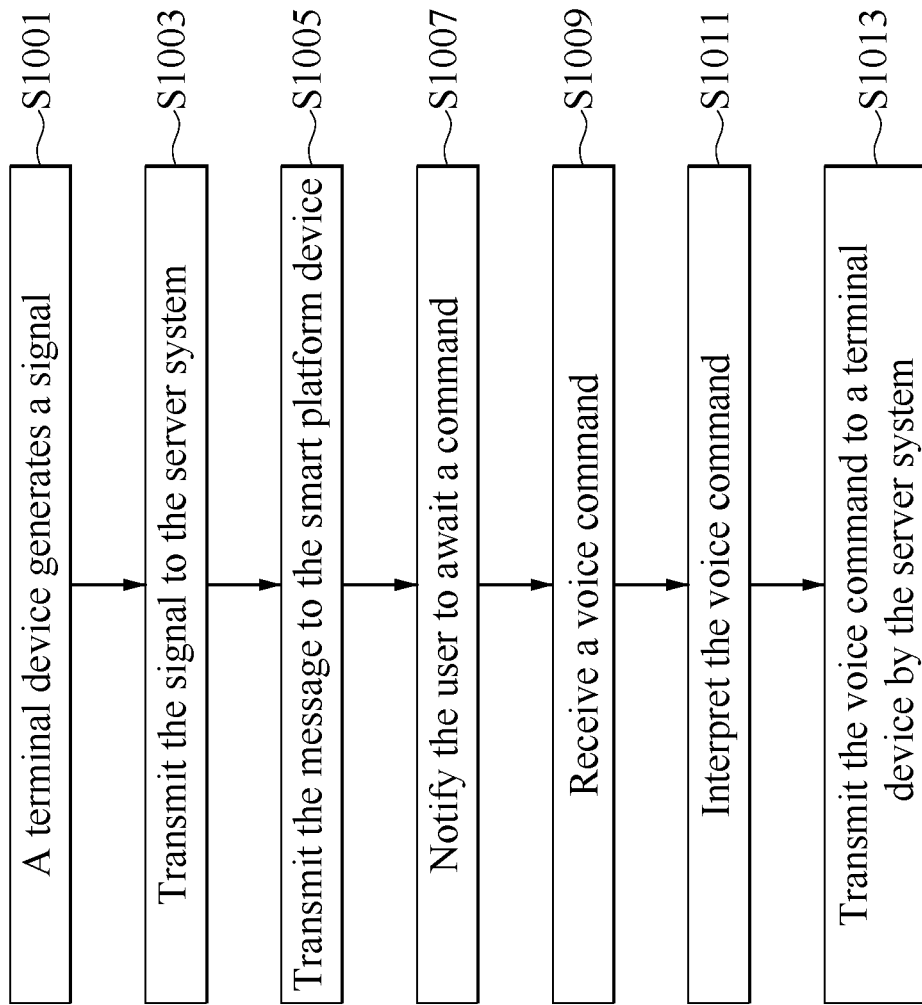 A terminal device generates a signal
S1001
Transmit the signal to the server system
S1003
Transmit the message to the smart platform device
S1005
Notify the user to await a command
S1007
Receive a voice command
S1009
Interpret the voice command
S1011
Transmit the voice command to a terminal
device by the server system
S1013